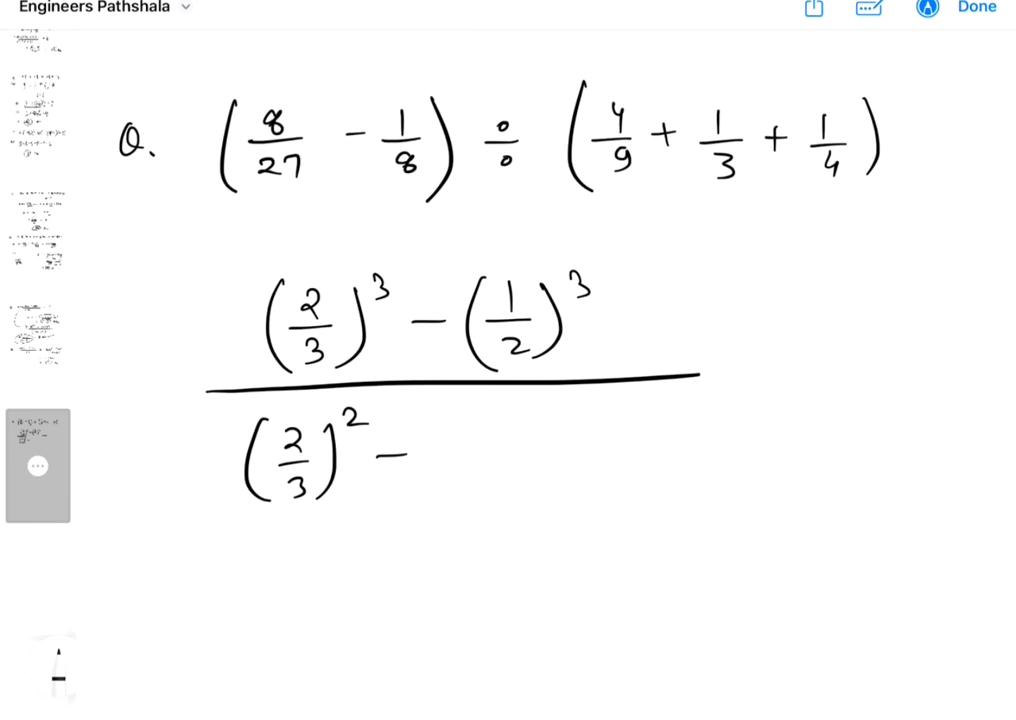 Engineers Pathshala
Done
Q. (8/27 - 1/8) ÷ (4/9 + 1/3 + 1/4)
(2/3)³ - (1/2)³
(2/3)² -